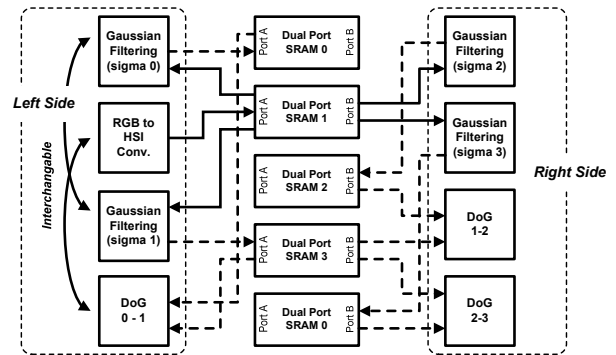 Left Side
Interchangable
Gaussian
Filtering
(sigma 0)
RGB to
HSI
Conv.
Gaussian
Filtering
(sigma 1)
DoG
0 - 1
Port A
Dual Port
SRAM 0
Port B
Port A
Dual Port
SRAM 1
Port B
Port A
Dual Port
SRAM 2
Port B
Port A
Dual Port
SRAM 3
Port B
Port A
Dual Port
SRAM 0
Port B
Gaussian
Filtering
(sigma 2)
Gaussian
Filtering
(sigma 3)
DoG
1-2
DoG
2-3
Right Side